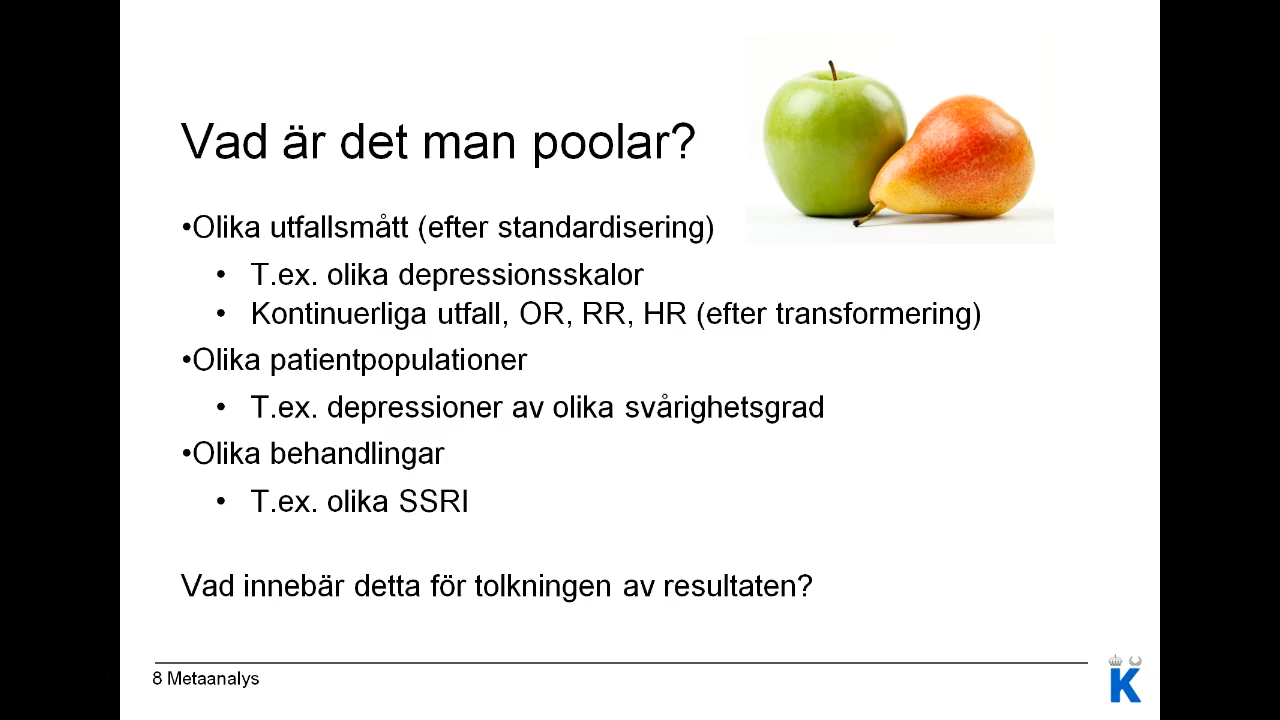 Vad är det man poolar?
•Olika utfallsmått (efter standardisering)
• T.ex. olika depressionsskalor
• Kontinuerliga utfall, OR, RR, HR (efter transformering)
•Olika patientpopulationer
• T.ex. depressioner av olika svårighetsgrad
•Olika behandlingar
• T.ex. olika SSRI
Vad innebär detta för tolkningen av resultaten?
8 Metaanalys
K